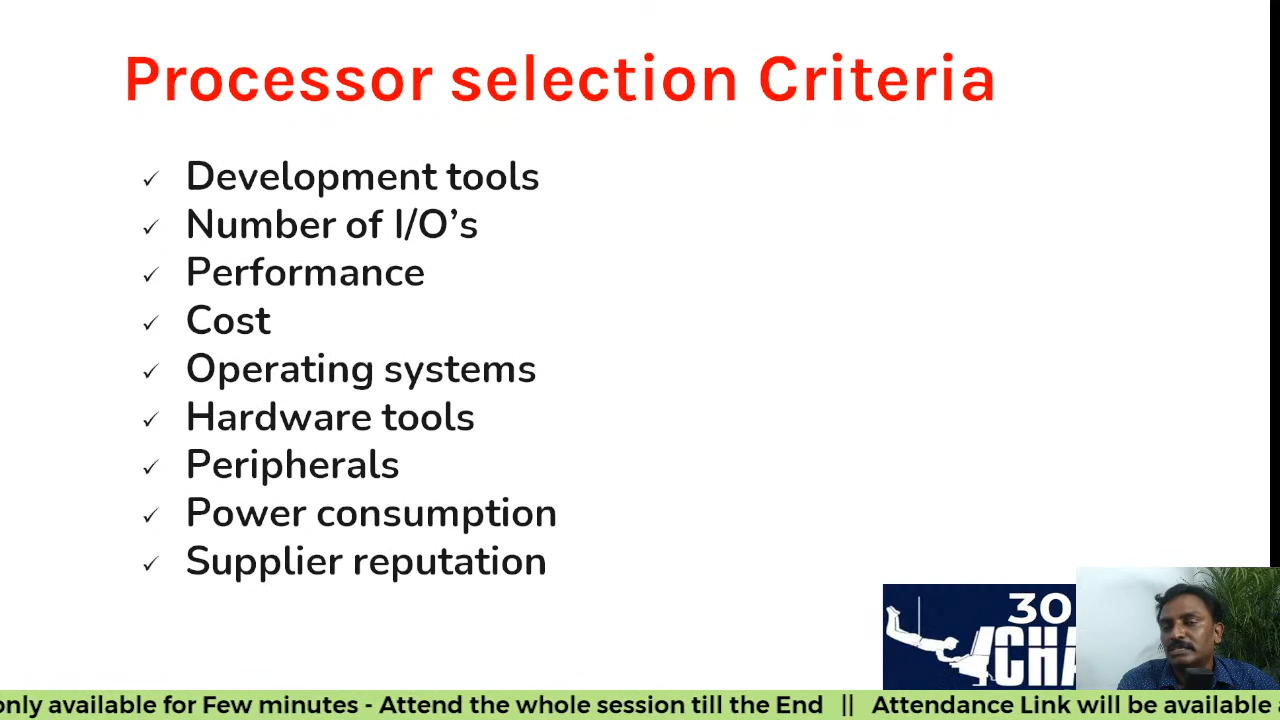 Processor selection Criteria
✓ Development tools
✓ Number of I/O’s
✓ Performance
✓ Cost
✓ Operating systems
✓ Hardware tools
✓ Peripherals
✓ Power consumption
✓ Supplier reputation
30
CHA
only available for Few minutes - Attend the whole session till the End || Attendance Link will be available